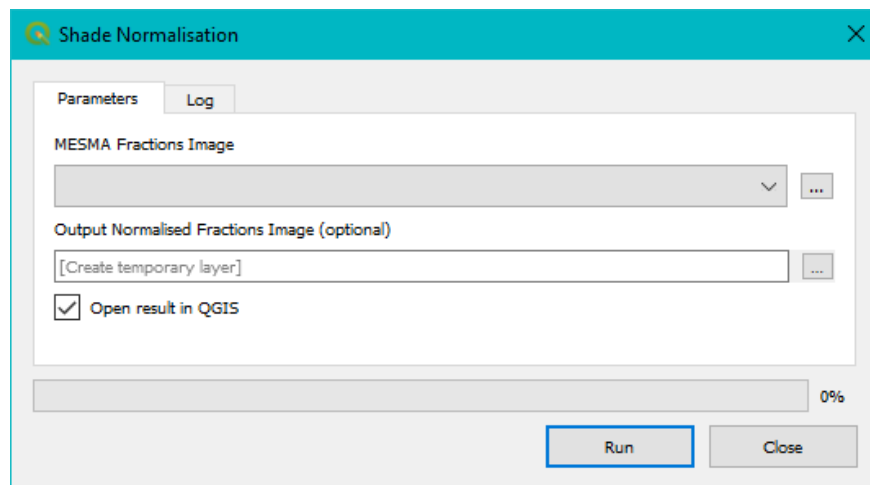 Shade Normalisation
Parameters
Log
MESMA Fractions Image
...
Output Normalised Fractions Image (optional)
[Create temporary layer]
...
Open result in QGIS
0%
Run
Close